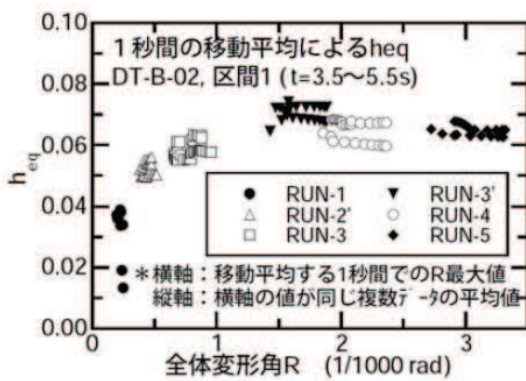 1秒間の移動平均によるheq
DT-B-02, 区間1 (t=3.5～5.5s)
0.10
0.08
0.06
0.04
0.02
0.00
heq
RUN-1
RUN-2'
RUN-3
RUN-3'
RUN-4
RUN-5
＊横軸：移動平均する1秒間でのR最大値
縦軸：横軸の値が同じ複数ﾃﾞｰﾀの平均値
0 1 2 3
全体変形角R (1/1000 rad)